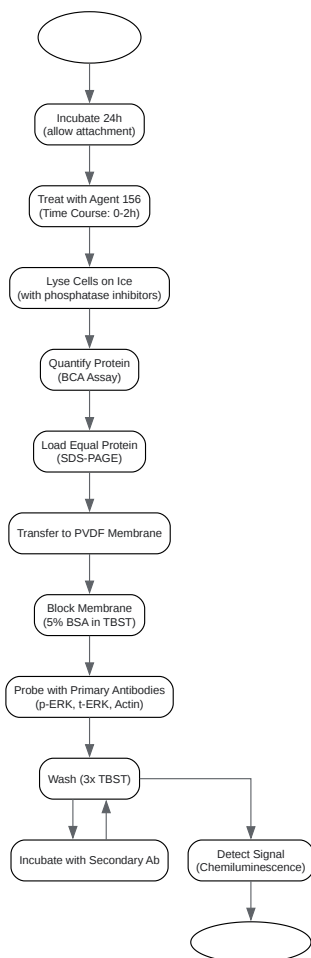 Incubate 24h
(allow attachment)
Treat with Agent 156
(Time Course: 0-2h)
Lyse Cells on Ice
(with phosphatase inhibitors)
Quantify Protein
(BCA Assay)
Load Equal Protein
(SDS-PAGE)
Transfer to PVDF Membrane
Block Membrane
(5% BSA in TBST)
Probe with Primary Antibodies
(p-ERK, t-ERK, Actin)
Wash (3x TBST)
Incubate with Secondary Ab
Detect Signal
(Chemiluminescence)